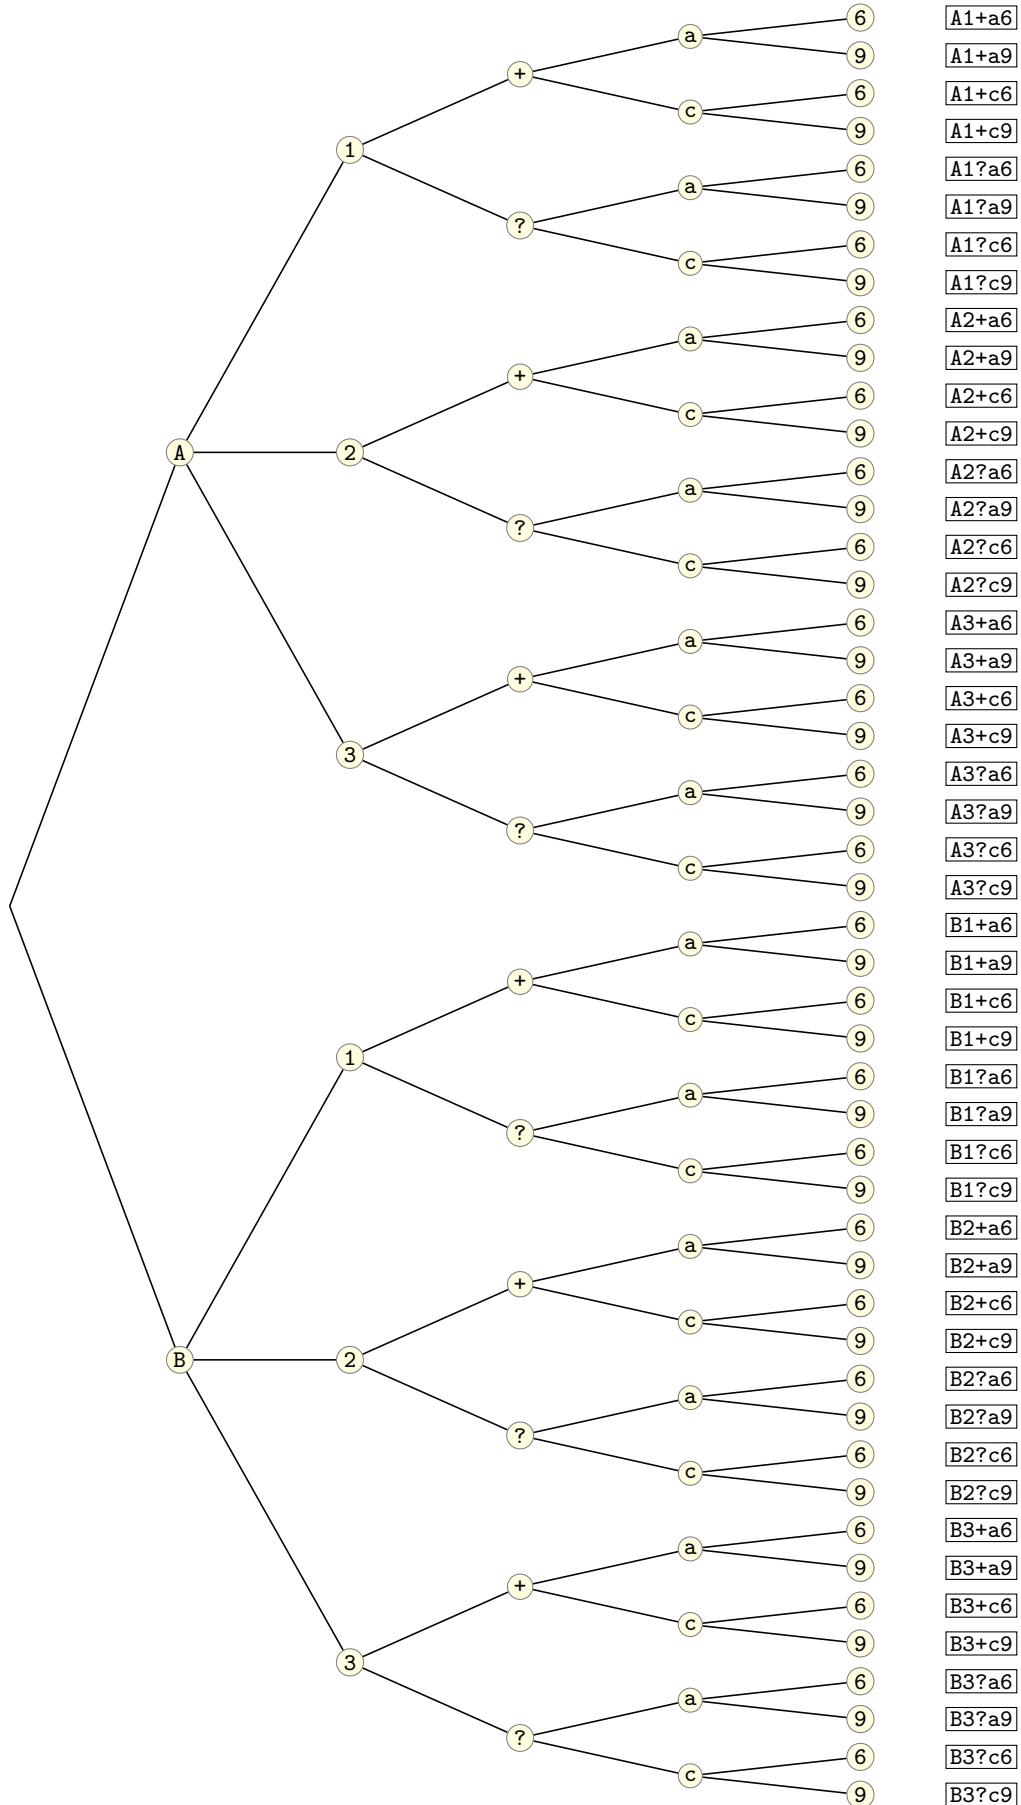 6 A1+a6
a
9 A1+a9
+
6 A1+c6
c
9 A1+c9
1
6 A1?a6
a
9 A1?a9
?
6 A1?c6
c
9 A1?c9
6 A2+a6
a
9 A2+a9
+
6 A2+c6
c
9 A2+c9
A 2
6 A2?a6
a
9 A2?a9
?
6 A2?c6
c
9 A2?c9
6 A3+a6
a
9 A3+a9
+
6 A3+c6
c
9 A3+c9
3
6 A3?a6
a
9 A3?a9
?
6 A3?c6
c
9 A3?c9
6 B1+a6
a
9 B1+a9
+
6 B1+c6
c
9 B1+c9
1
6 B1?a6
a
9 B1?a9
?
6 B1?c6
c
9 B1?c9
6 B2+a6
a
9 B2+a9
+
6 B2+c6
c
9 B2+c9
B 2
6 B2?a6
a
9 B2?a9
?
6 B2?c6
c
9 B2?c9
6 B3+a6
a
9 B3+a9
+
6 B3+c6
c
9 B3+c9
3
6 B3?a6
a
9 B3?a9
?
6 B3?c6
c
9 B3?c9